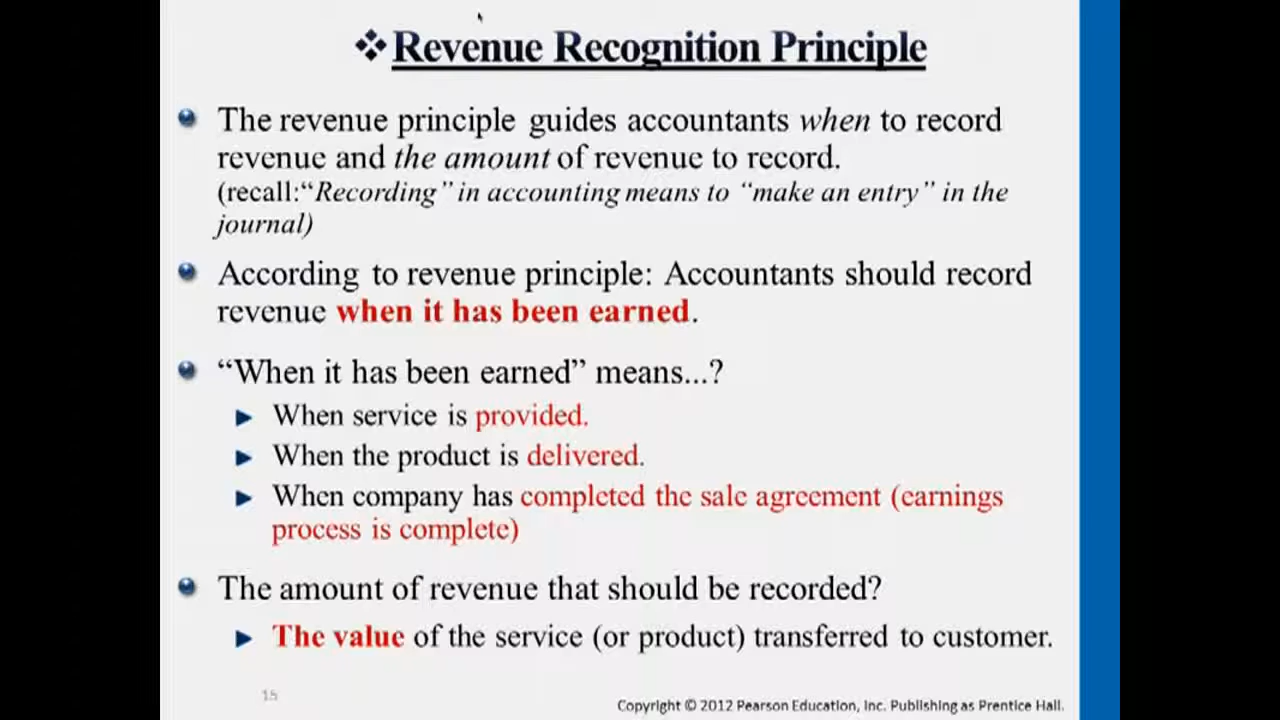 ❖Revenue Recognition Principle
The revenue principle guides accountants when to record
revenue and the amount of revenue to record.
(recall:“Recording” in accounting means to “make an entry” in the
journal)
According to revenue principle: Accountants should record
revenue when it has been earned.
“When it has been earned” means...?
When service is provided.
When the product is delivered.
When company has completed the sale agreement (earnings
process is complete)
The amount of revenue that should be recorded?
The value of the service (or product) transferred to customer.
15
Copyright © 2012 Pearson Education, Inc. Publishing as Prentice Hall.